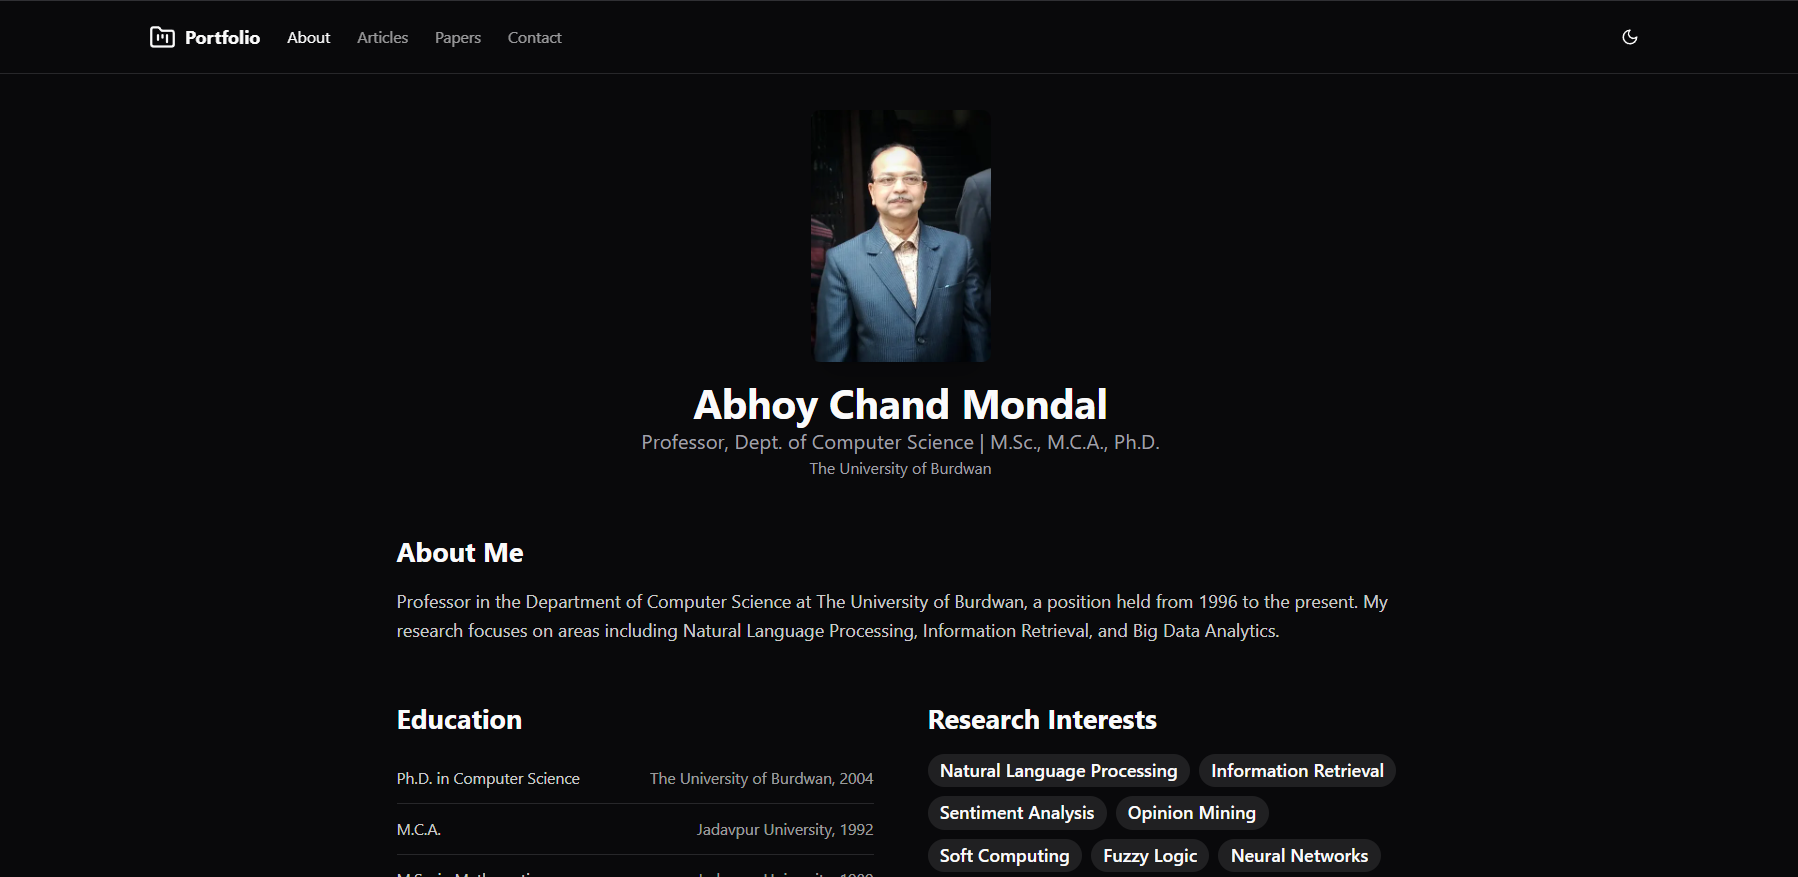 Portfolio About Articles Papers Contact
Abhoy Chand Mondal
Professor, Dept. of Computer Science | M.Sc., M.C.A., Ph.D.
The University of Burdwan
About Me
Professor in the Department of Computer Science at The University of Burdwan, a position held from 1996 to the present. My
research focuses on areas including Natural Language Processing, Information Retrieval, and Big Data Analytics.
Education
Ph.D. in Computer Science The University of Burdwan, 2004
M.C.A. Jadavpur University, 1992
Research Interests
Natural Language Processing Information Retrieval
Sentiment Analysis Opinion Mining
Soft Computing Fuzzy Logic Neural Networks